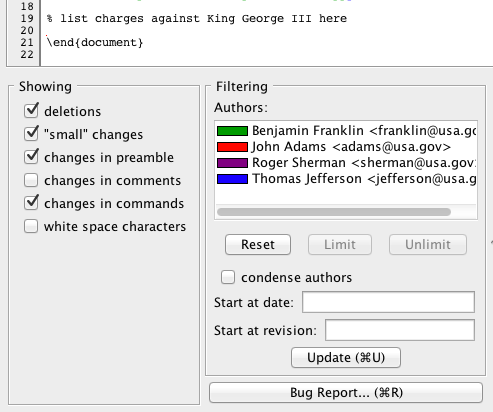 18
19 % list charges against King George III here
20
21 \end{document}
22
Showing
deletions
"small" changes
changes in preamble
changes in comments
changes in commands
white space characters
Filtering
Authors:
Benjamin Franklin <franklin@usa.go
John Adams <adams@usa.gov>
Roger Sherman <sherman@usa.gov>
Thomas Jefferson <jefferson@usa.g
Reset Limit Unlimit
condense authors
Start at date:
Start at revision:
Update (⌘U)
Bug Report... (⌘R)